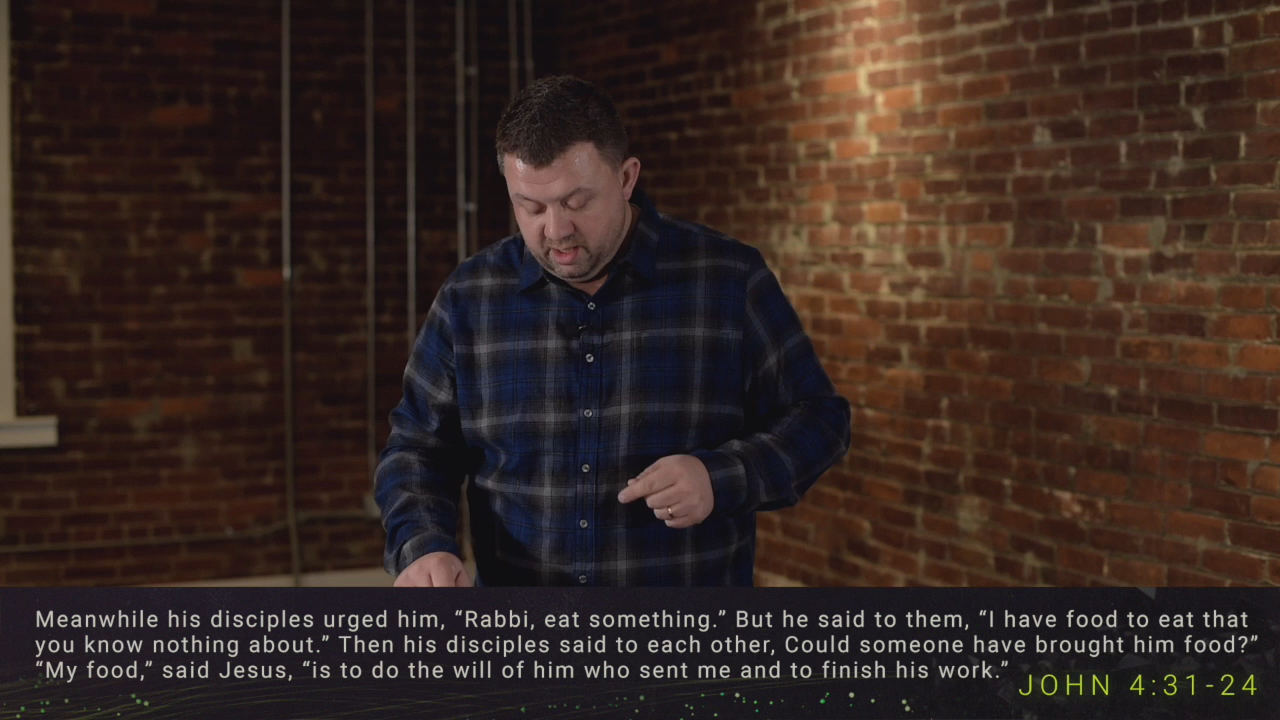 Meanwhile his disciples urged him, “Rabbi, eat something.” But he said to them, “I have food to eat that
you know nothing about.” Then his disciples said to each other, Could someone have brought him food?”
“My food,” said Jesus, “is to do the will of him who sent me and to finish his work.”
JOHN 4:31-24